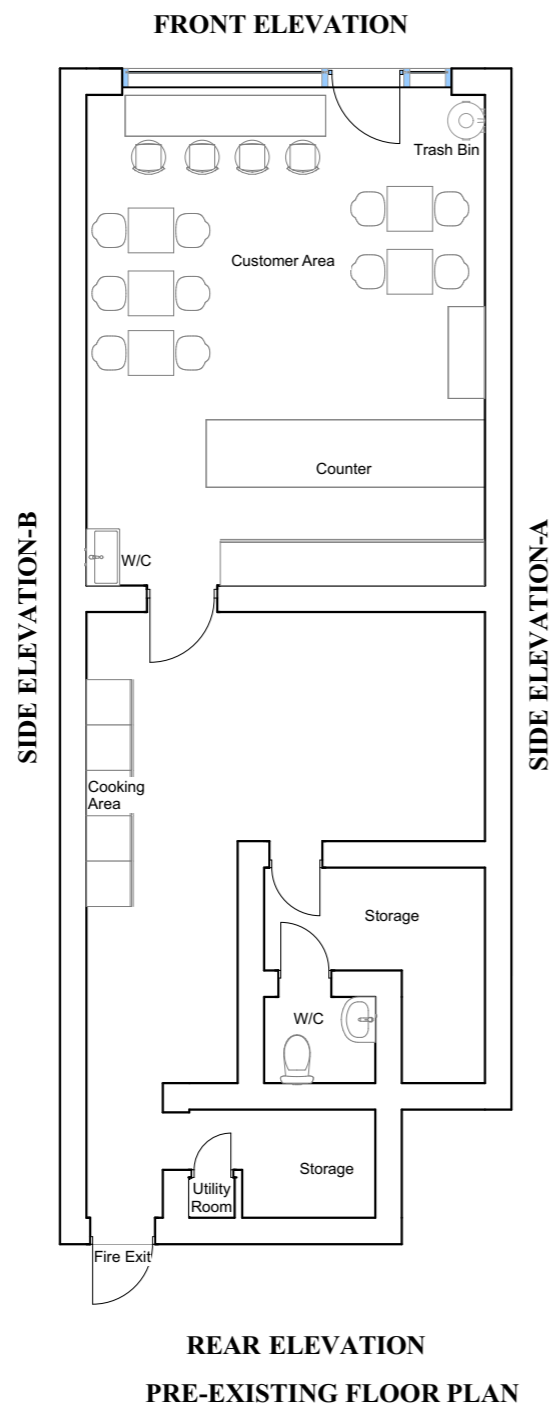 FRONT ELEVATION
Trash Bin
Customer Area
Counter
W/C
SIDE ELEVATION-B
SIDE ELEVATION-A
Cooking
Area
Storage
W/C
Storage
Utility
Room
Fire Exit
REAR ELEVATION
PRE-EXISTING FLOOR PLAN